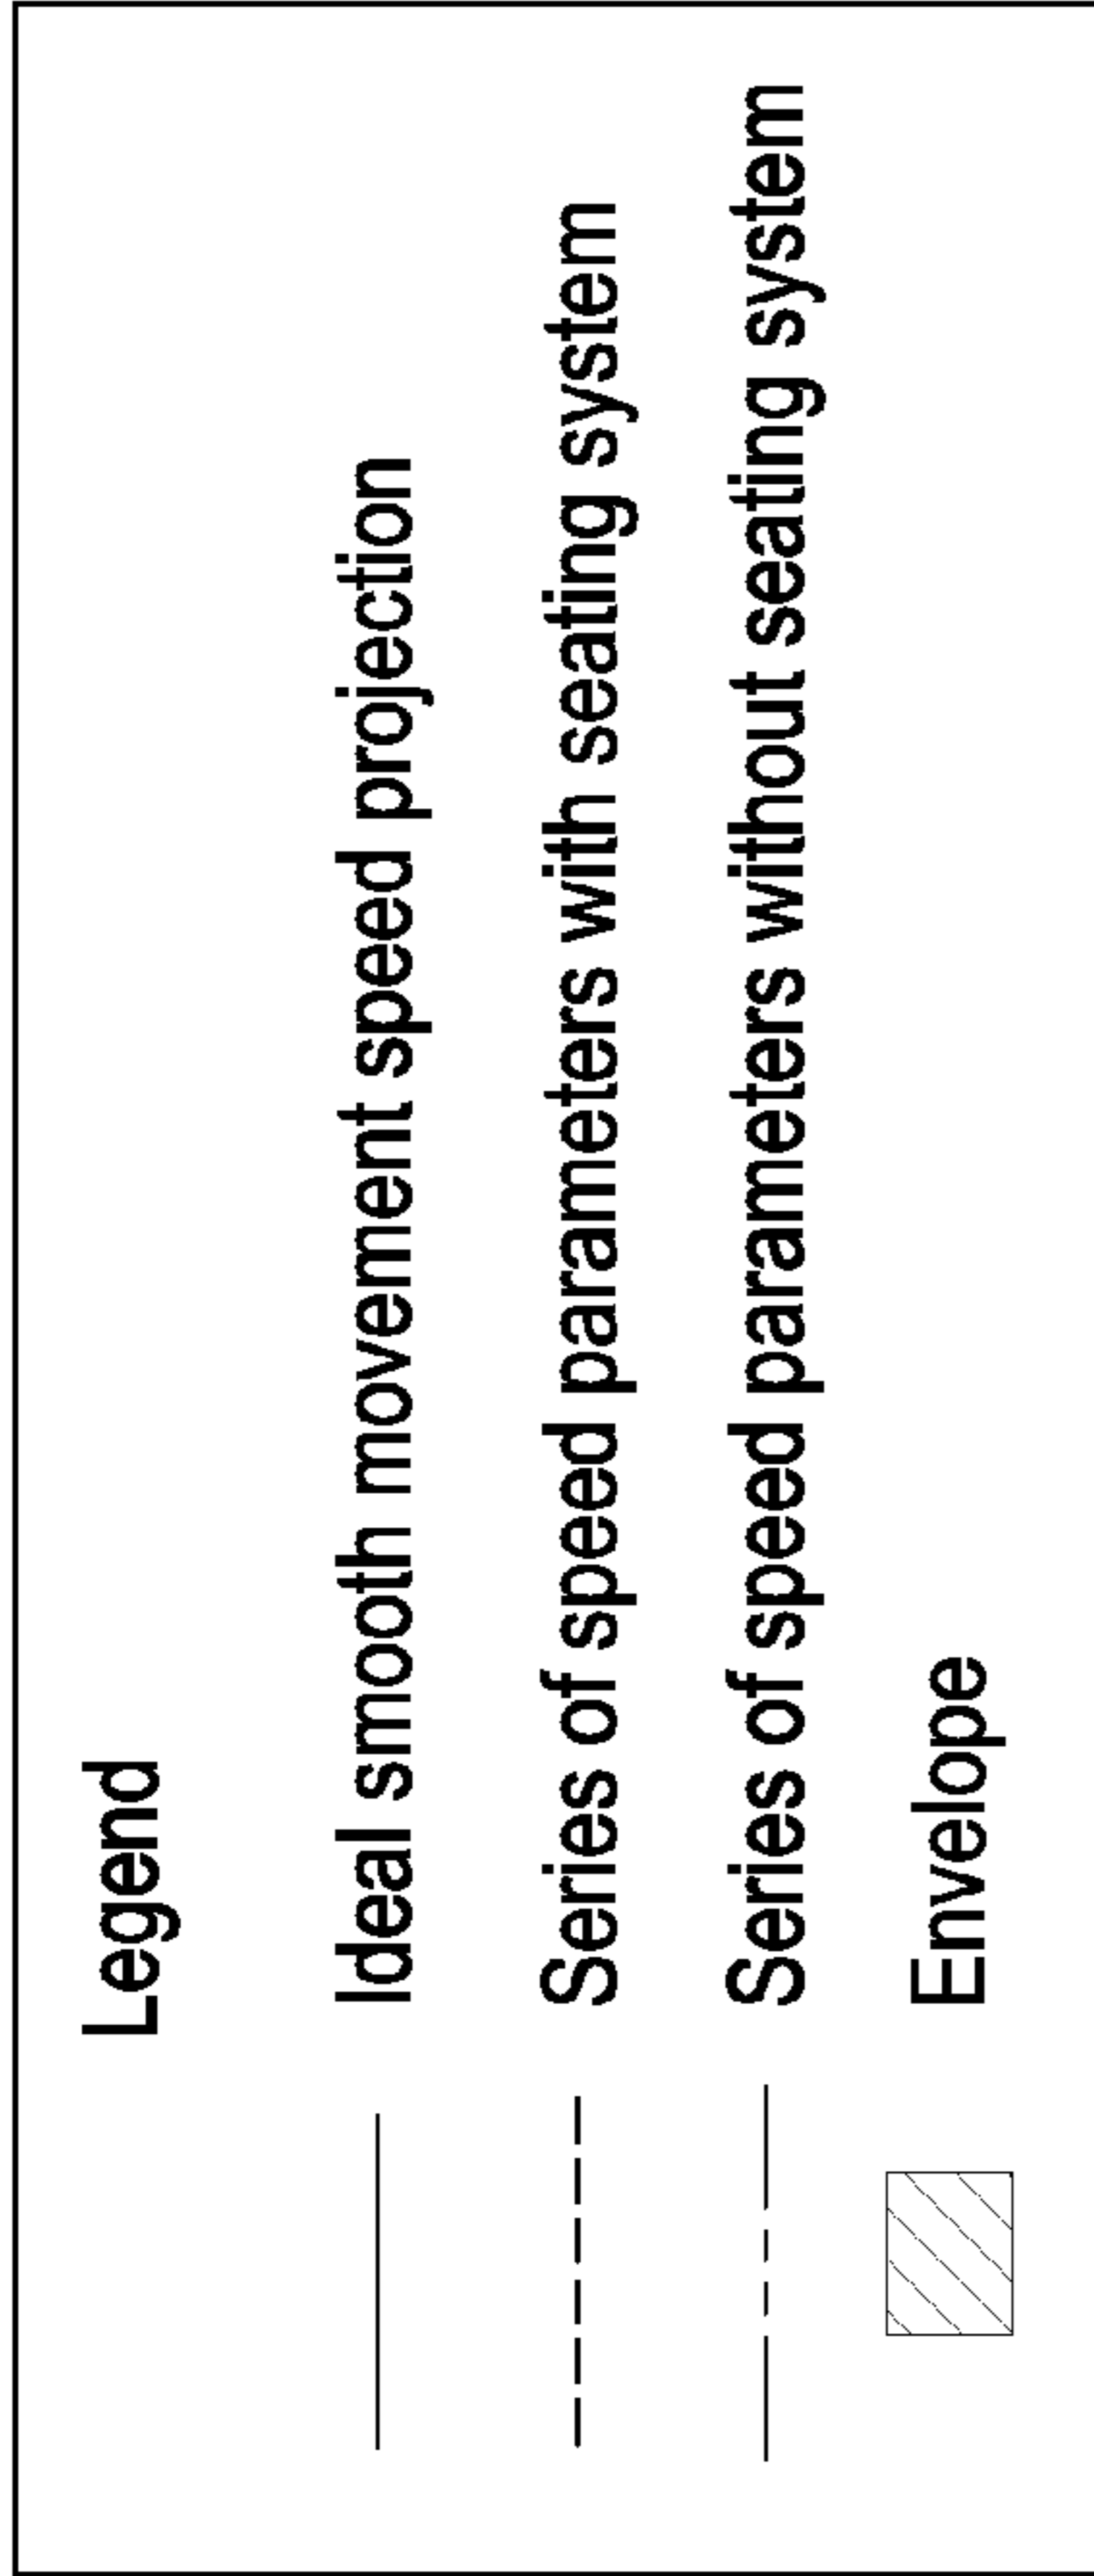 Legend
Ideal smooth movement speed projection
Series of speed parameters with seating system
Series of speed parameters without seating system
Envelope